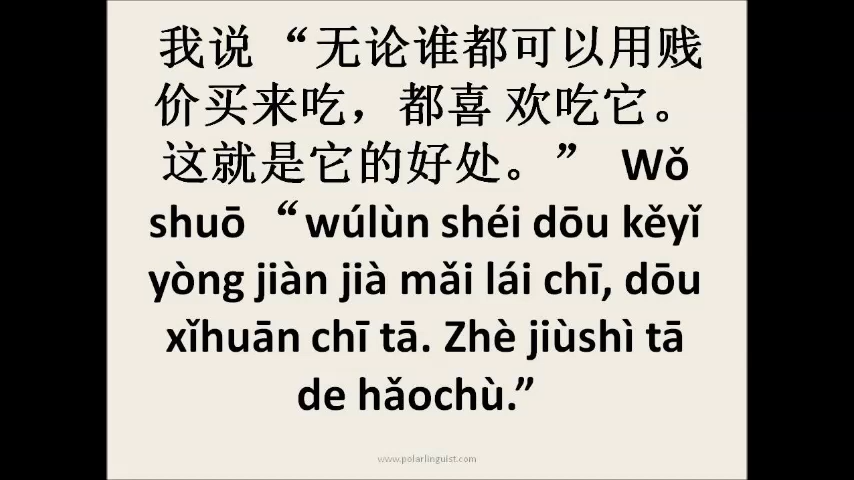 我说 “无论谁都可以用贱
价买来吃，都喜 欢吃它。
这就是它的好处。” Wǒ
shuō “wúlùn shéi dōu kěyǐ
yòng jiàn jià mǎi lái chī, dōu
xǐhuān chī tā. Zhè jiùshì tā
de hǎochù.”
www.polarlinguist.com